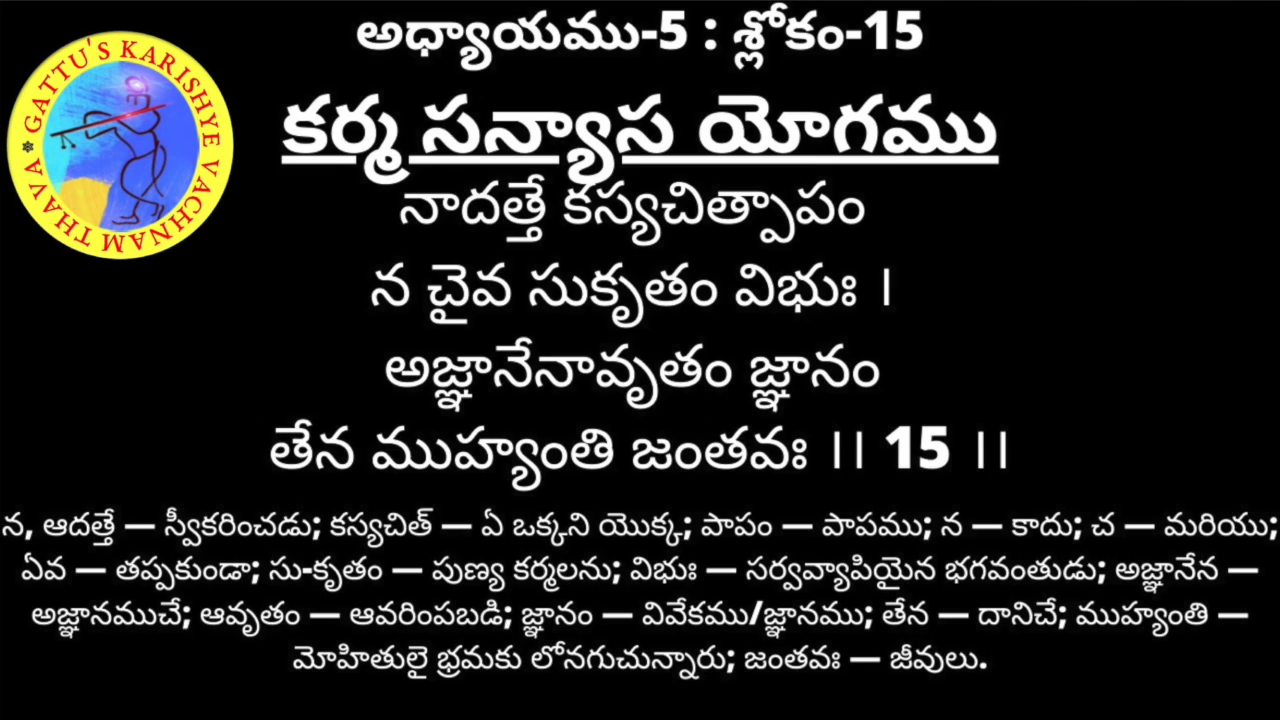 అధ్యాయము-5 : శ్లోకం-15
GATTU'S KARISHYE VACHNAM THAVA
కర్మ సన్యాస యోగము
నాదత్తే కస్యచిత్పాపం
న చైవ సుకృతం విభుః ।
అజ్ఞానేనావృతం జ్ఞానం
తేన ముహ్యంతి జంతవః ।। 15 ।।
న, ఆదత్తే — స్వీకరించడు; కస్యచిత్ — ఏ ఒక్కని యొక్క; పాపం — పాపము; న — కాదు; చ — మరియు;
ఏవ — తప్పకుండా; సు-కృతం — పుణ్య కర్మలను; విభుః — సర్వవ్యాపియైన భగవంతుడు; అజ్ఞానేన —
అజ్ఞానముచే; ఆవృతం — ఆవరింపబడి; జ్ఞానం — వివేకము/జ్ఞానము; తేన — దానిచే; ముహ్యంతి —
మోహితులై భ్రమకు లోనగుచున్నారు; జంతవః — జీవులు.